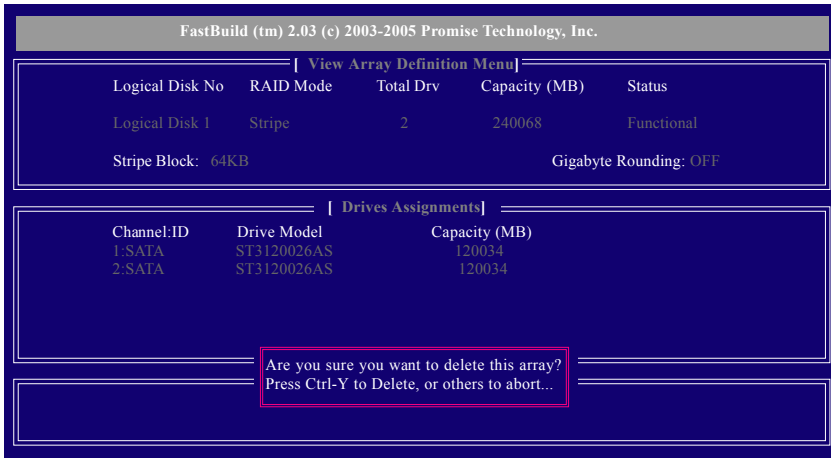 FastBuild (tm) 2.03 (c) 2003-2005 Promise Technology, Inc.
[ View Array Definition Menu]
Logical Disk No RAID Mode Total Drv Capacity (MB) Status
Logical Disk 1 Stripe 2 240068 Functional
Stripe Block: 64KB Gigabyte Rounding: OFF
[ Drives Assignments]
Channel:ID Drive Model Capacity (MB)
1:SATA ST3120026AS 120034
2:SATA ST3120026AS 120034
Are you sure you want to delete this array?
Press Ctrl-Y to Delete, or others to abort...